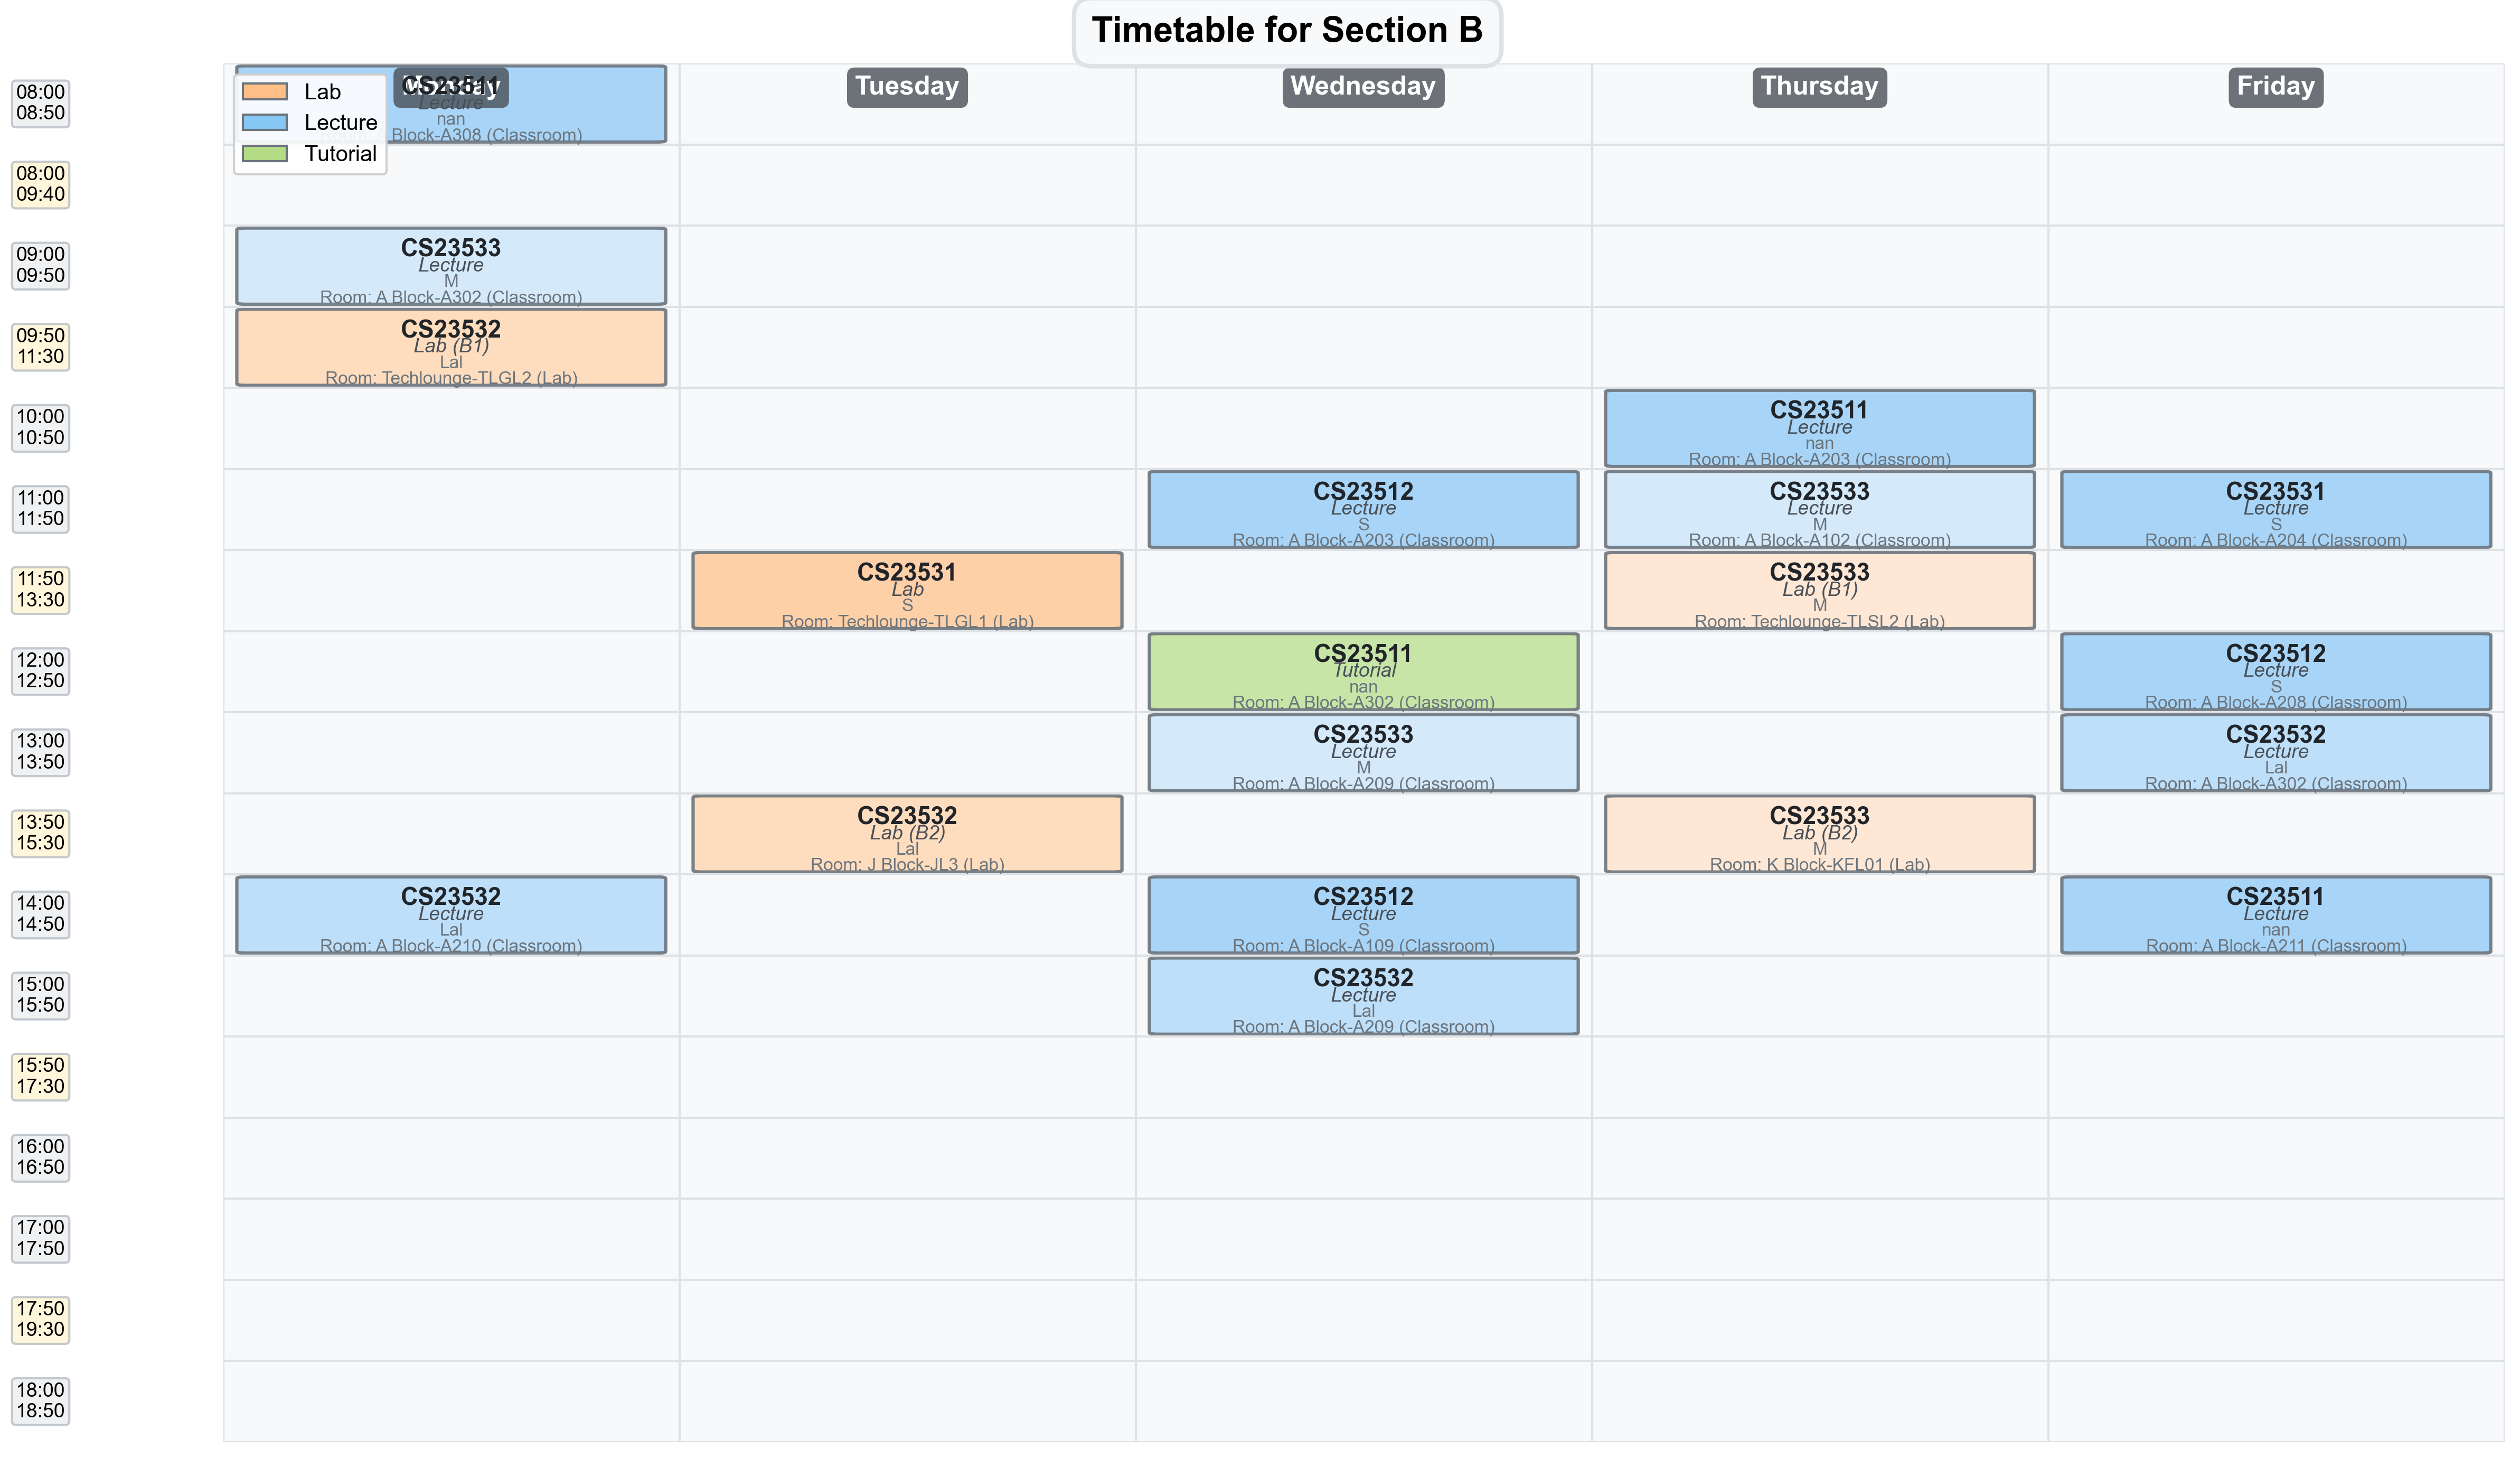 Timetable for Section B
Monday
Tuesday
Wednesday
Thursday
Friday
Lab
Lecture
Tutorial
08:00
08:50
CS23511
Lecture
nan
Block-A308 (Classroom)
08:00
09:40
09:00
09:50
CS23533
Lecture
M
Room: A Block-A302 (Classroom)
09:50
11:30
CS23532
Lab (B1)
Lal
Room: Techlounge-TLGL2 (Lab)
10:00
10:50
CS23511
Lecture
nan
Room: A Block-A203 (Classroom)
11:00
11:50
CS23512
Lecture
S
Room: A Block-A203 (Classroom)
CS23533
Lecture
M
Room: A Block-A102 (Classroom)
CS23531
Lecture
S
Room: A Block-A204 (Classroom)
11:50
13:30
CS23531
Lab
S
Room: Techlounge-TLGL1 (Lab)
CS23533
Lab (B1)
M
Room: Techlounge-TLSL2 (Lab)
12:00
12:50
CS23511
Tutorial
nan
Room: A Block-A302 (Classroom)
CS23512
Lecture
S
Room: A Block-A208 (Classroom)
13:00
13:50
CS23533
Lecture
M
Room: A Block-A209 (Classroom)
CS23532
Lecture
Lal
Room: A Block-A302 (Classroom)
13:50
15:30
CS23532
Lab (B2)
Lal
Room: J Block-JL3 (Lab)
CS23533
Lab (B2)
M
Room: K Block-KFL01 (Lab)
14:00
14:50
CS23532
Lecture
Lal
Room: A Block-A210 (Classroom)
CS23512
Lecture
S
Room: A Block-A109 (Classroom)
CS23511
Lecture
nan
Room: A Block-A211 (Classroom)
15:00
15:50
CS23532
Lecture
Lal
Room: A Block-A209 (Classroom)
15:50
17:30
16:00
16:50
17:00
17:50
17:50
19:30
18:00
18:50